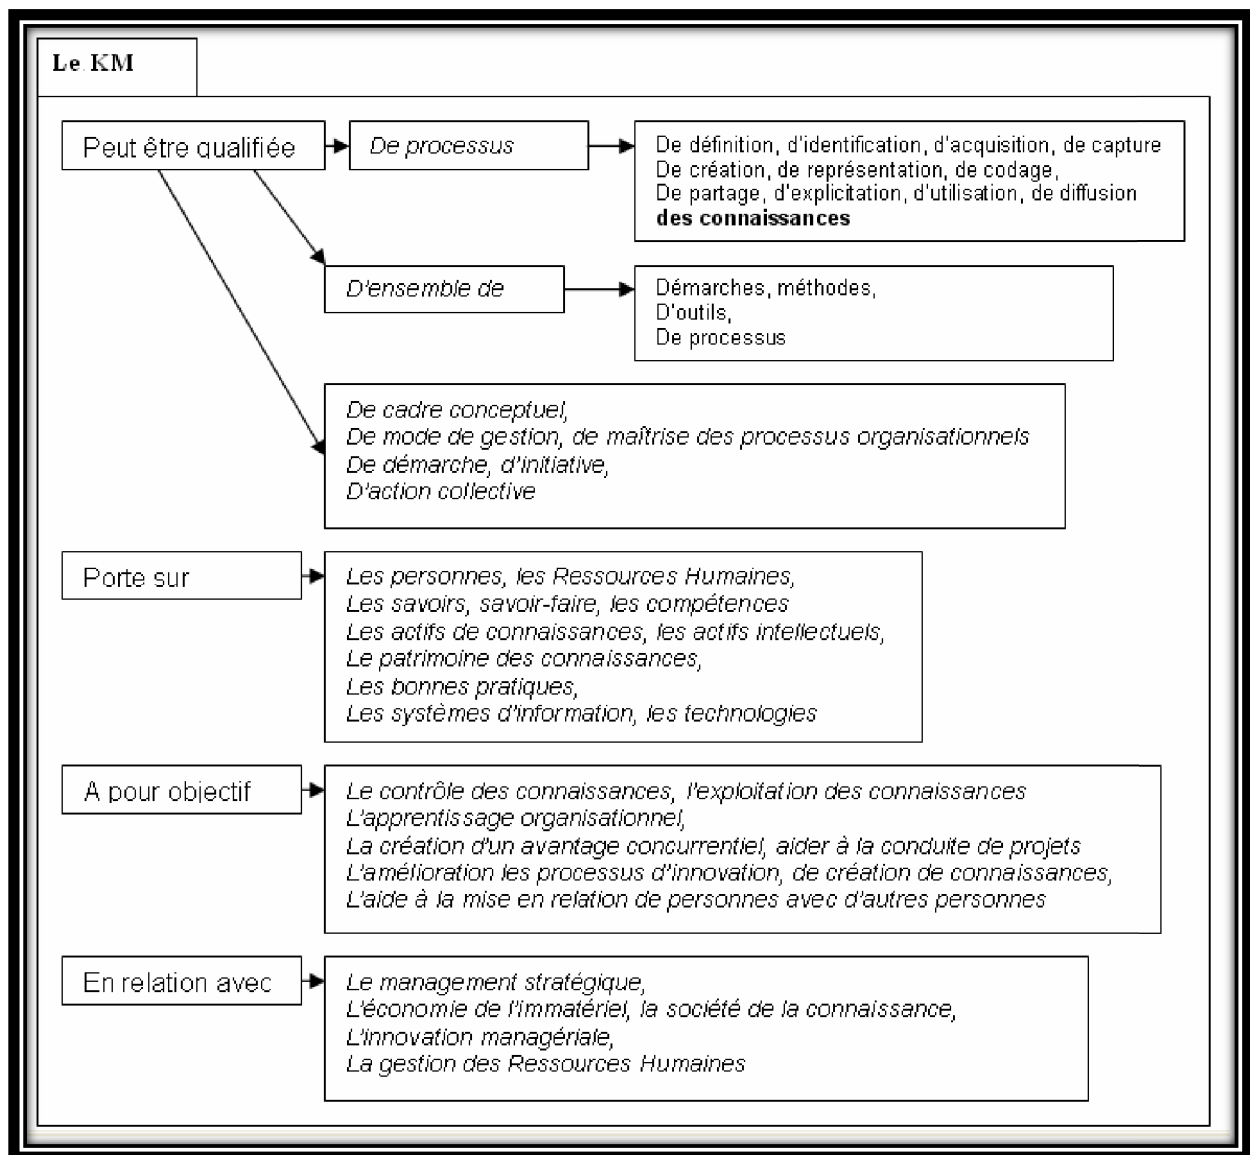 Le KM
Peut être qualifiée
De processus
De définition, d'identification, d'acquisition, de capture
De création, de représentation, de codage,
De partage, d'explicitation, d'utilisation, de diffusion
des connaissances
D'ensemble de
Démarches, méthodes,
D'outils,
De processus
De cadre conceptuel,
De mode de gestion, de maîtrise des processus organisationnels
De démarche, d'initiative,
D'action collective
Porte sur
Les personnes, les Ressources Humaines,
Les savoirs, savoir-faire, les compétences
Les actifs de connaissances, les actifs intellectuels,
Le patrimoine des connaissances,
Les bonnes pratiques,
Les systèmes d'information, les technologies
A pour objectif
Le contrôle des connaissances, l'exploitation des connaissances
L'apprentissage organisationnel,
La création d'un avantage concurrentiel, aider à la conduite de projets
L'amélioration les processus d'innovation, de création de connaissances,
L'aide à la mise en relation de personnes avec d'autres personnes
En relation avec
Le management stratégique,
L'économie de l'immatériel, la société de la connaissance,
L'innovation managériale,
La gestion des Ressources Humaines